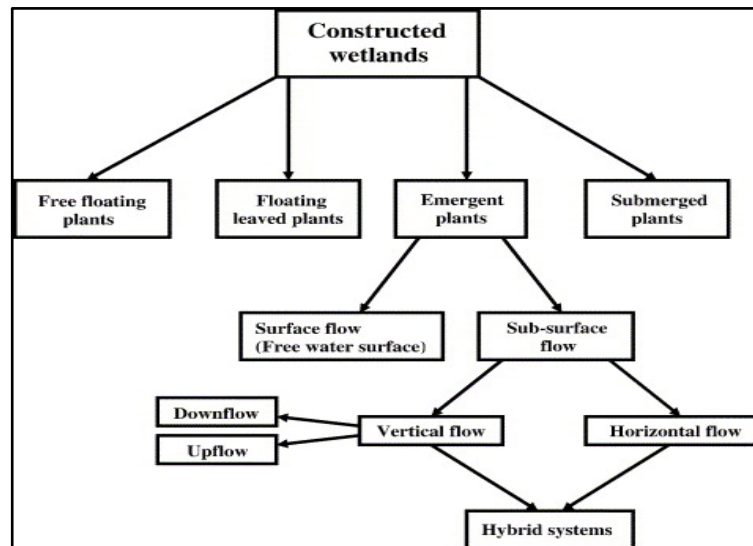 Constructed
wetlands
Free floating
plants
Floating
leaved plants
Emergent
plants
Submerged
plants
Surface flow
(Free water surface)
Sub-surface
flow
Downflow
Upflow
Vertical flow
Horizontal flow
Hybrid systems